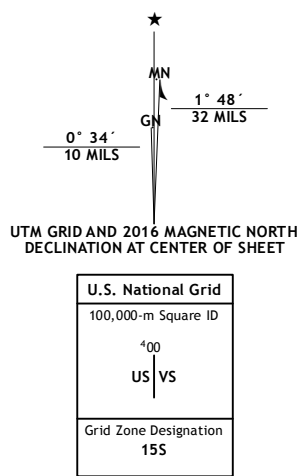 ★
MN
1° 48´
32 MILS
GN
0° 34´
10 MILS
UTM GRID AND 2016 MAGNETIC NORTH
DECLINATION AT CENTER OF SHEET
U.S. National Grid
100,000-m Square ID
⁴00
US VS
Grid Zone Designation
15S